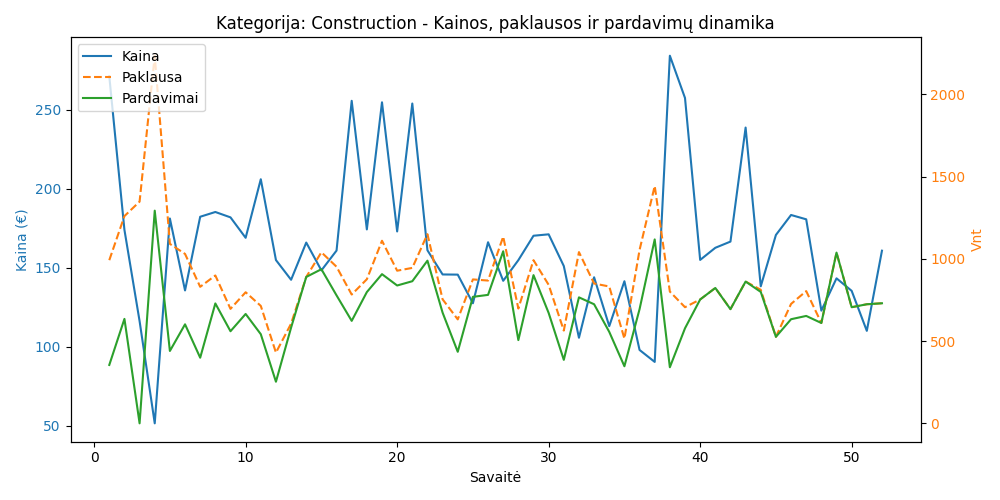 Kategorija: Construction - Kainos, paklausos ir pardavimų dinamika
Kaina
Paklausa
Pardavimai
Kaina (€)
250
200
150
100
50
2000
1500
1000
500
0
Vnt
0 10 20 30 40 50
Savaitė